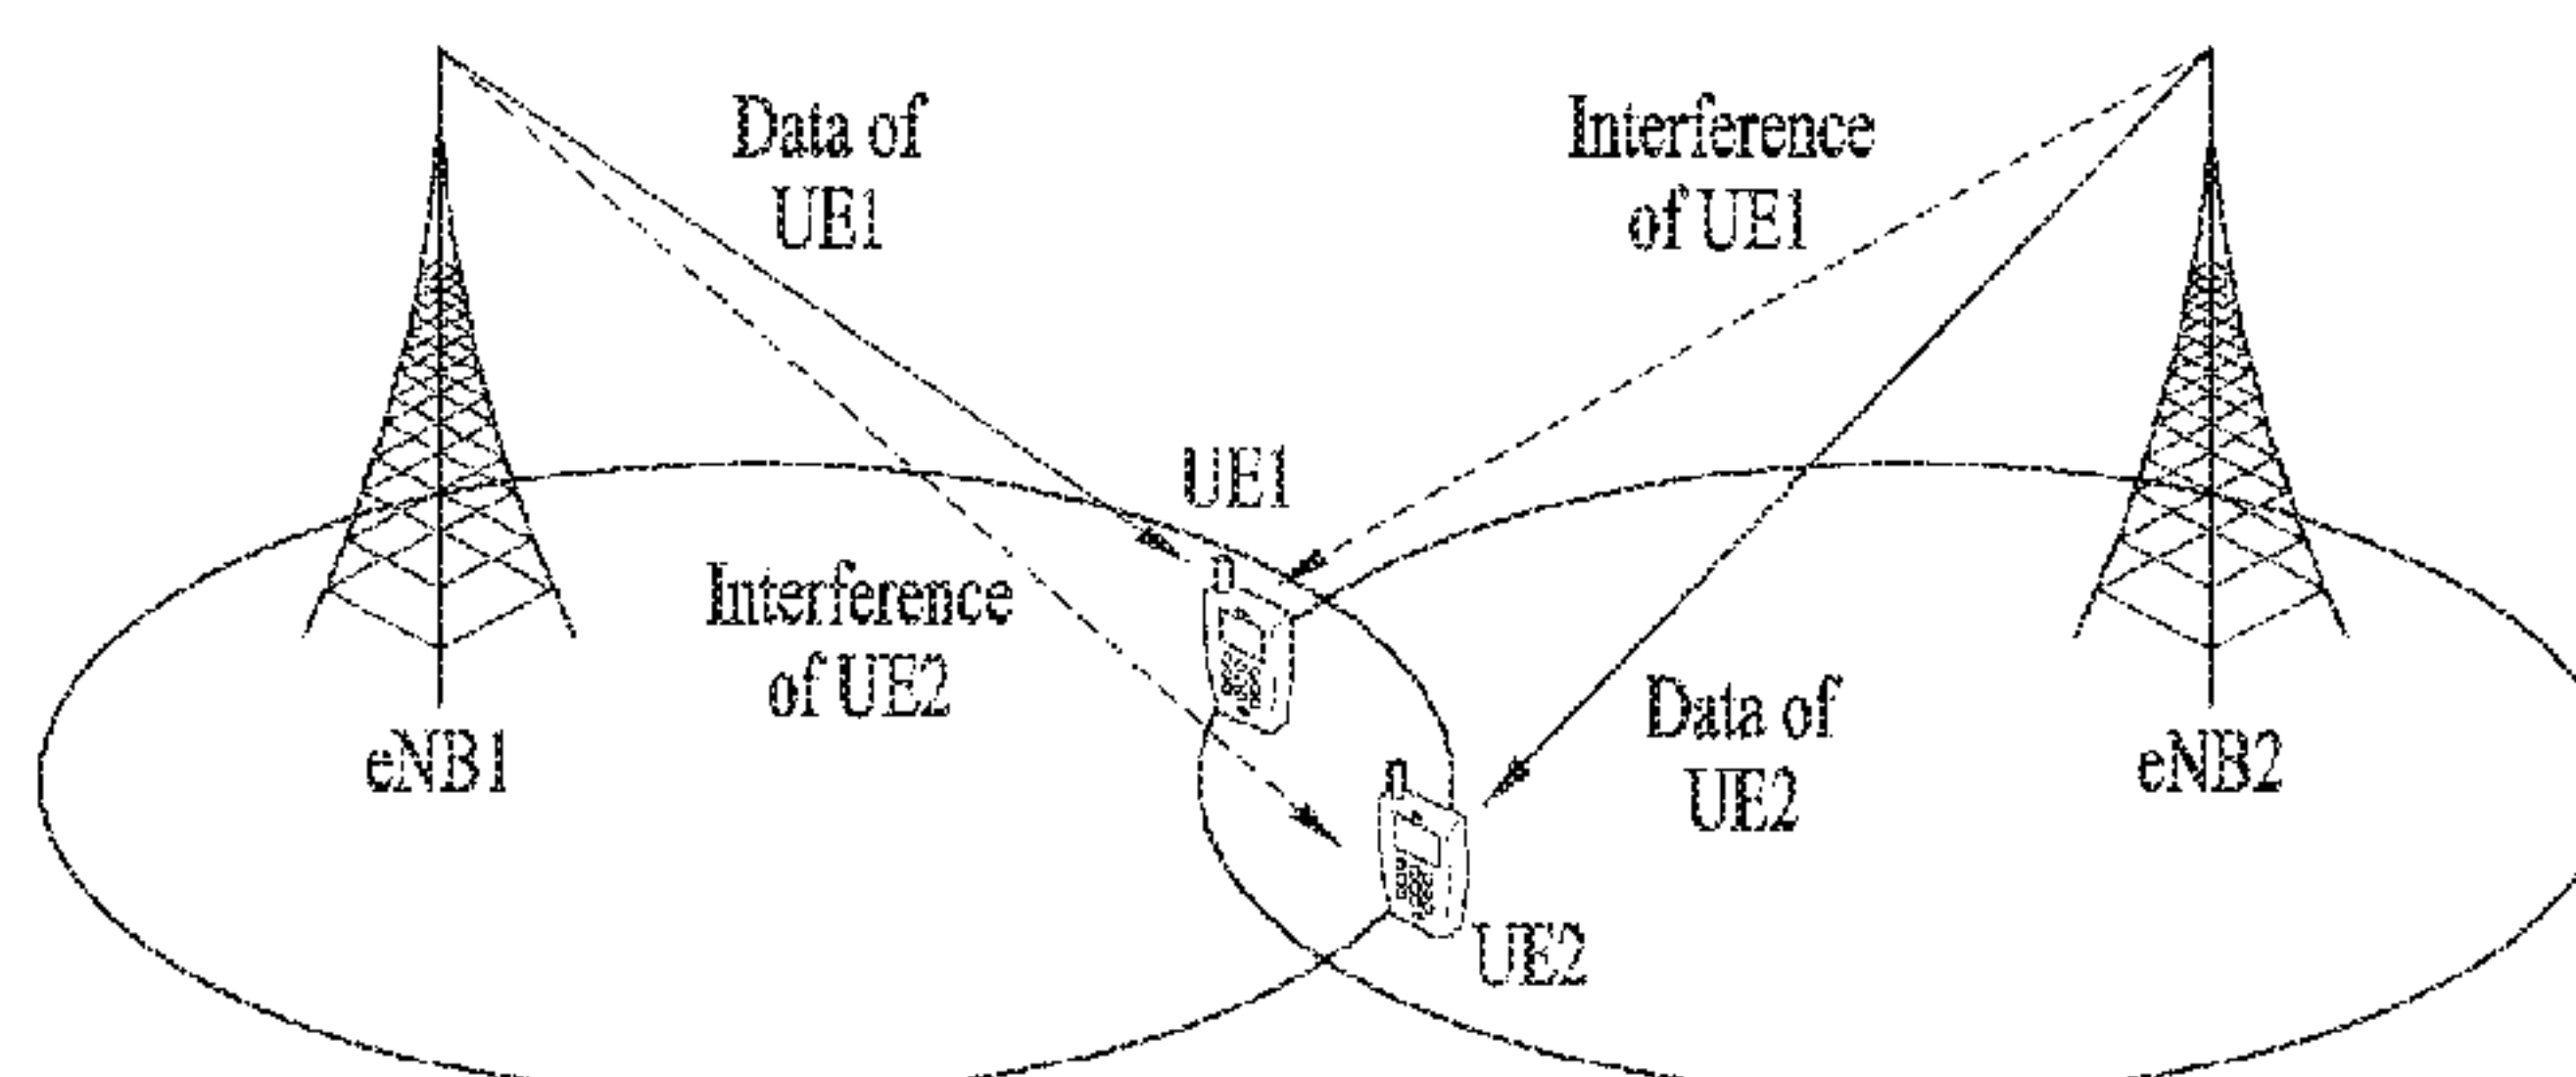 Data of
UE1
Interference
of UE1
UE1
Interference
of UE2
Data of
UE2
eNB1
eNB2
UE2